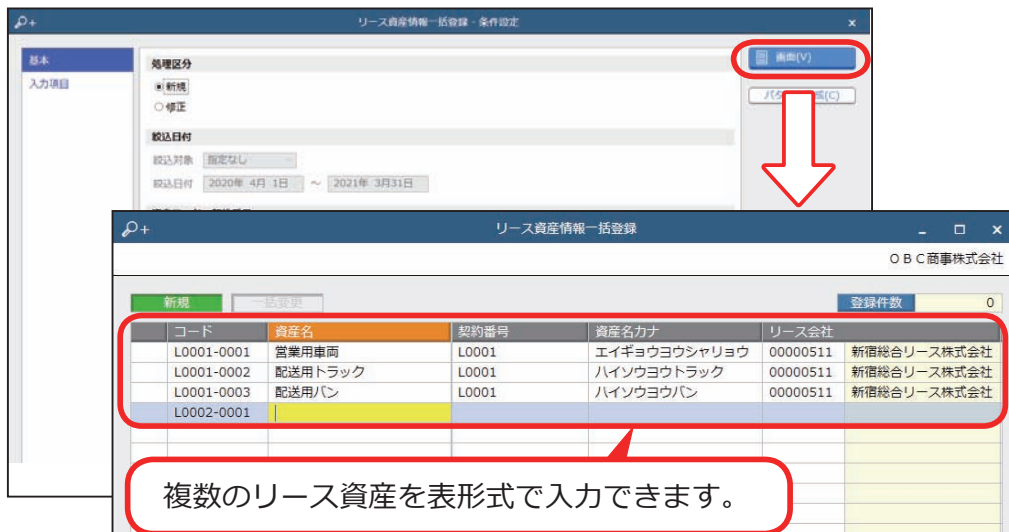 リース資産情報一括登録 - 条件設定
基本
入力項目
処理区分
新規
修正
画面(V)
絞込日付
絞込対象 指定なし
絞込日付 2020年 4月 1日 ～ 2021年 3月31日
リース資産情報一括登録
ＯＢＣ商事株式会社
新規 一括変更 登録件数 0
コード 資産名 契約番号 資産名カナ リース会社
L0001-0001 営業用車両 L0001 エイギョウヨウシャリョウ 00000511 新宿総合リース株式会社
L0001-0002 配送用トラック L0001 ハイソウヨウトラック 00000511 新宿総合リース株式会社
L0001-0003 配送用バン L0001 ハイソウヨウバン 00000511 新宿総合リース株式会社
L0002-0001
複数のリース資産を表形式で入力できます。